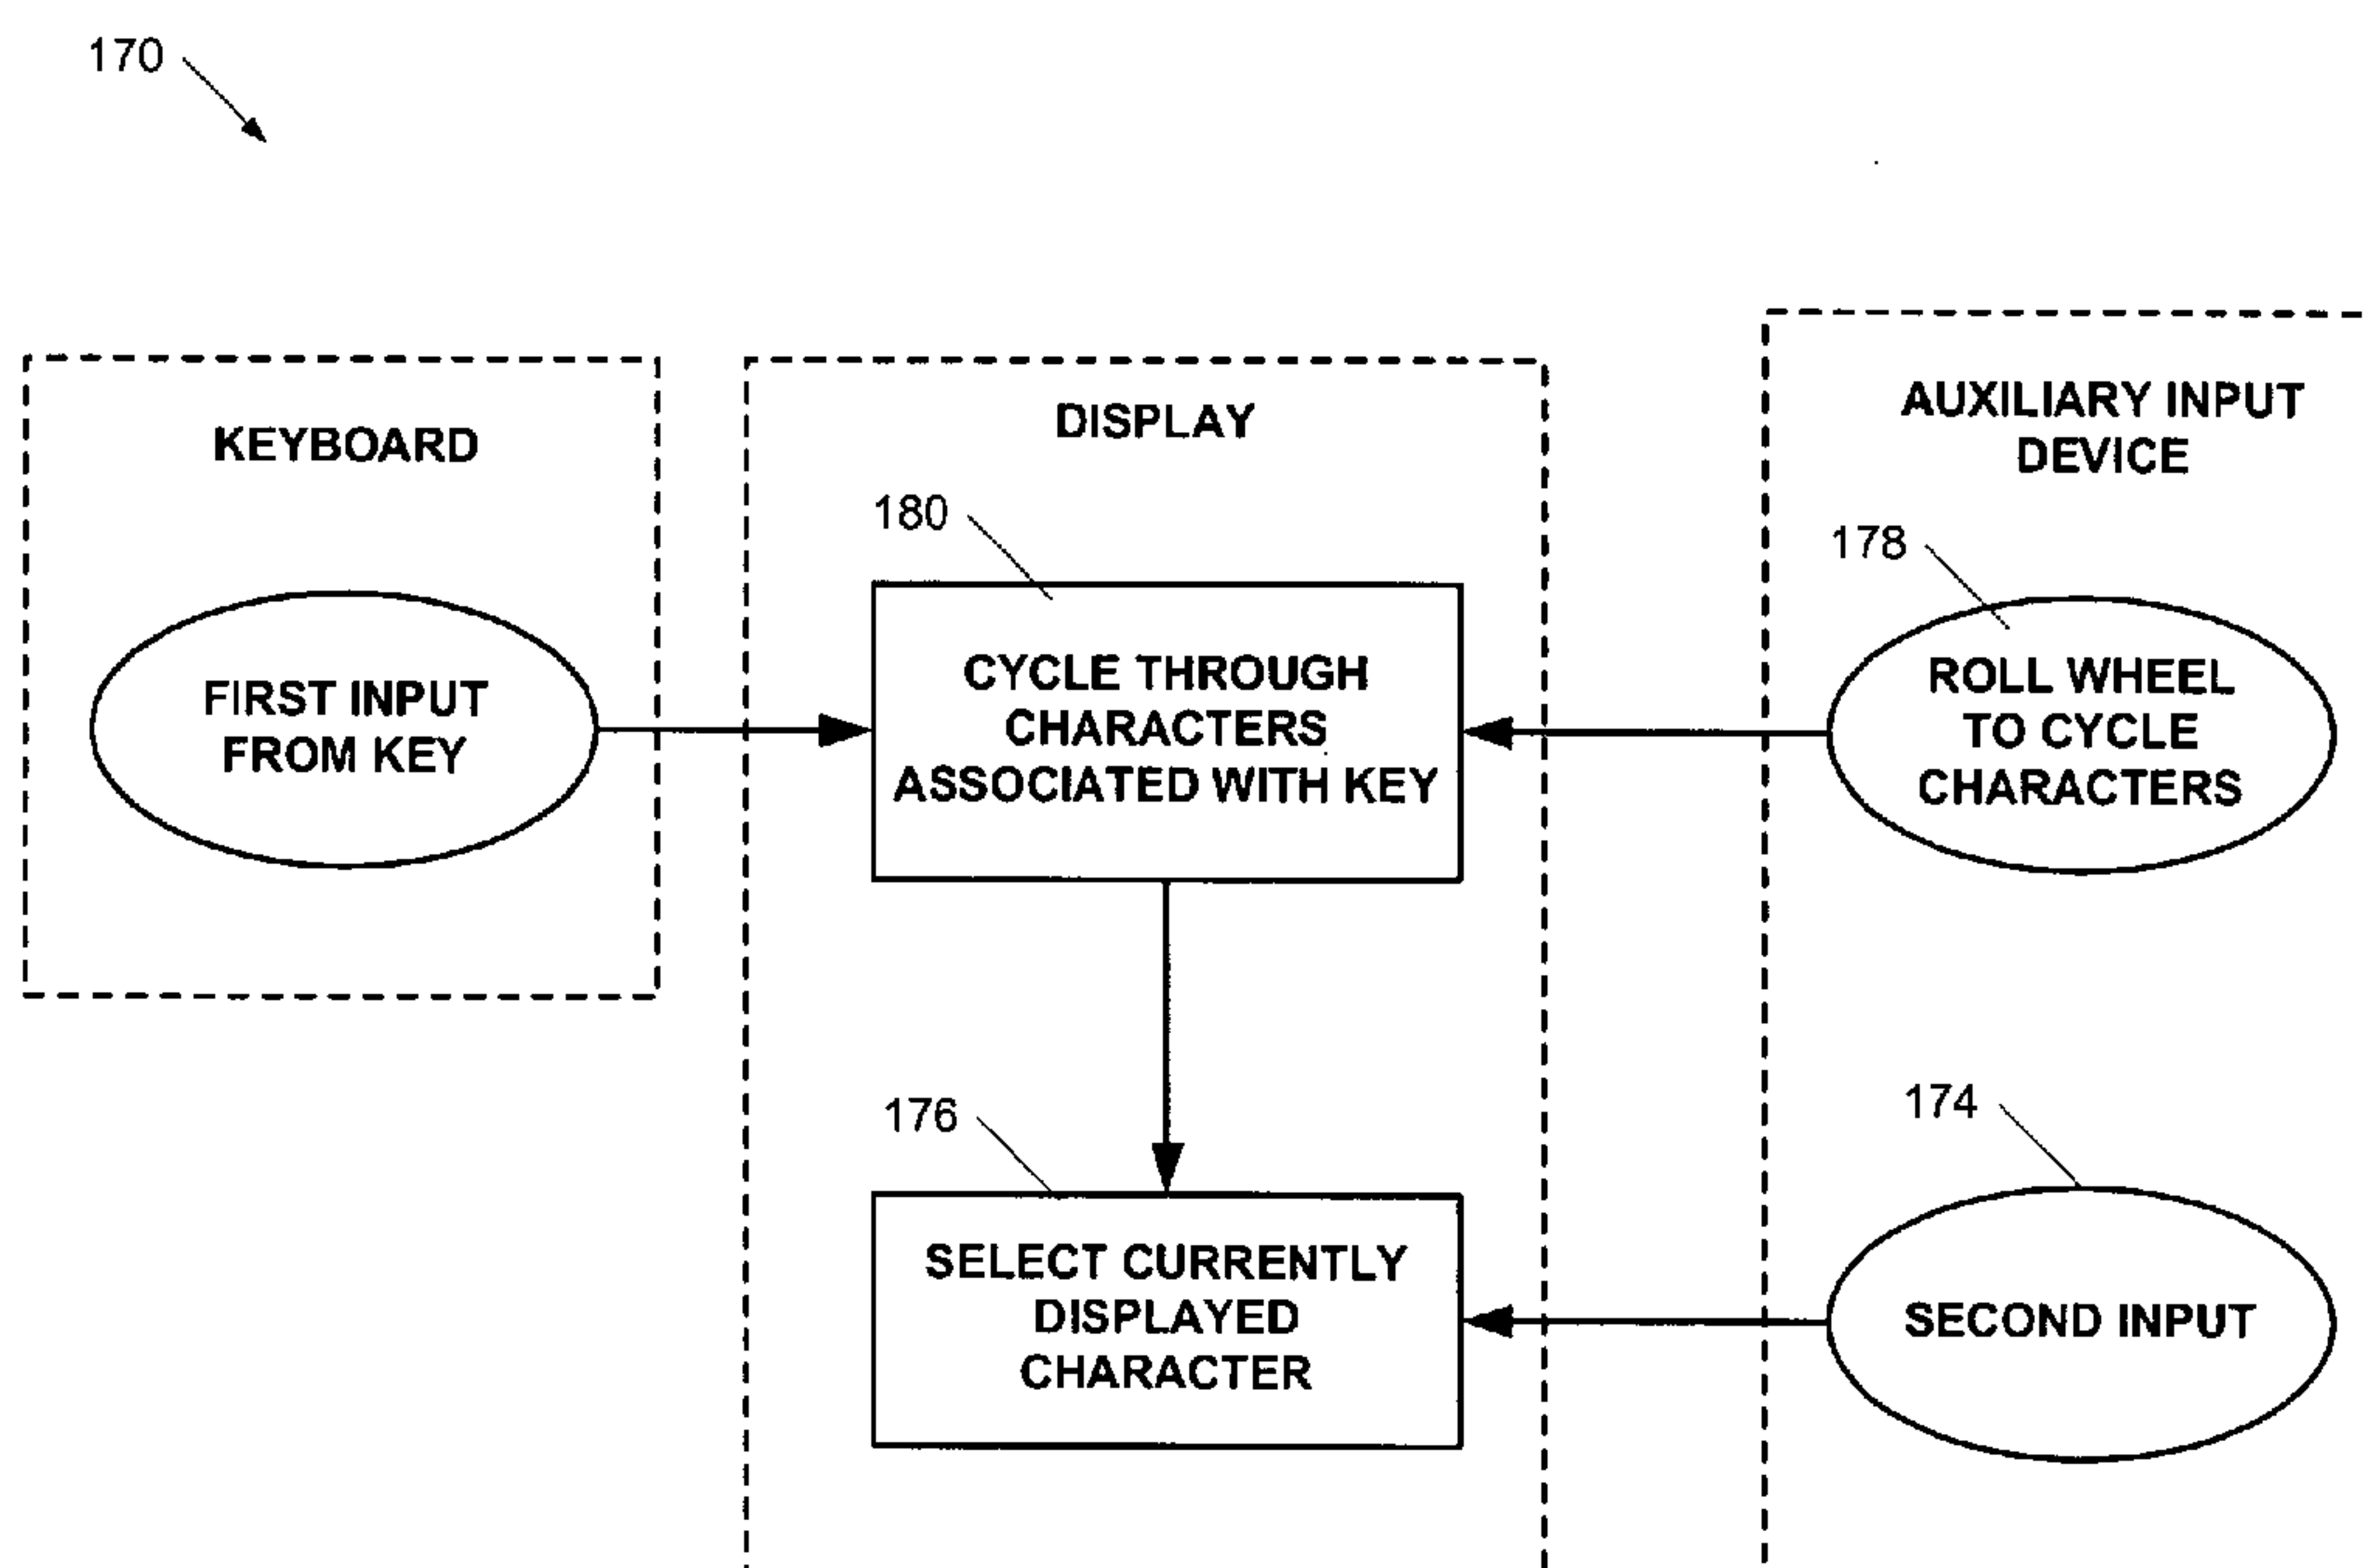 170
KEYBOARD
FIRST INPUT
FROM KEY
DISPLAY
180
CYCLE THROUGH
CHARACTERS
ASSOCIATED WITH KEY
176
SELECT CURRENTLY
DISPLAYED
CHARACTER
AUXILIARY INPUT
DEVICE
178
ROLL WHEEL
TO CYCLE
CHARACTERS
174
SECOND INPUT